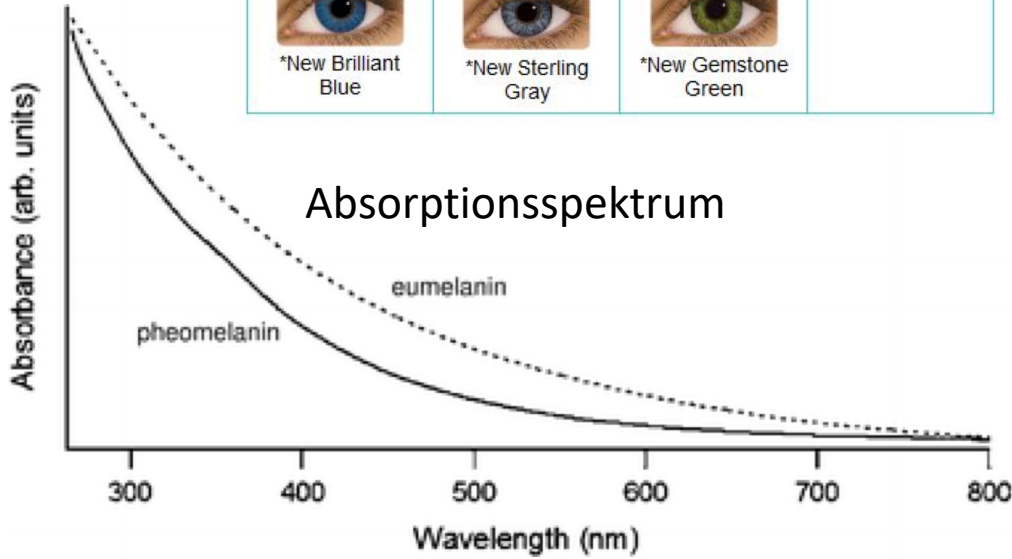 *New Brilliant
Blue
*New Sterling
Gray
*New Gemstone
Green
Absorptionsspektrum
eumelanin
pheomelanin
Absorbance (arb. units)
300 400 500 600 700 800
Wavelength (nm)